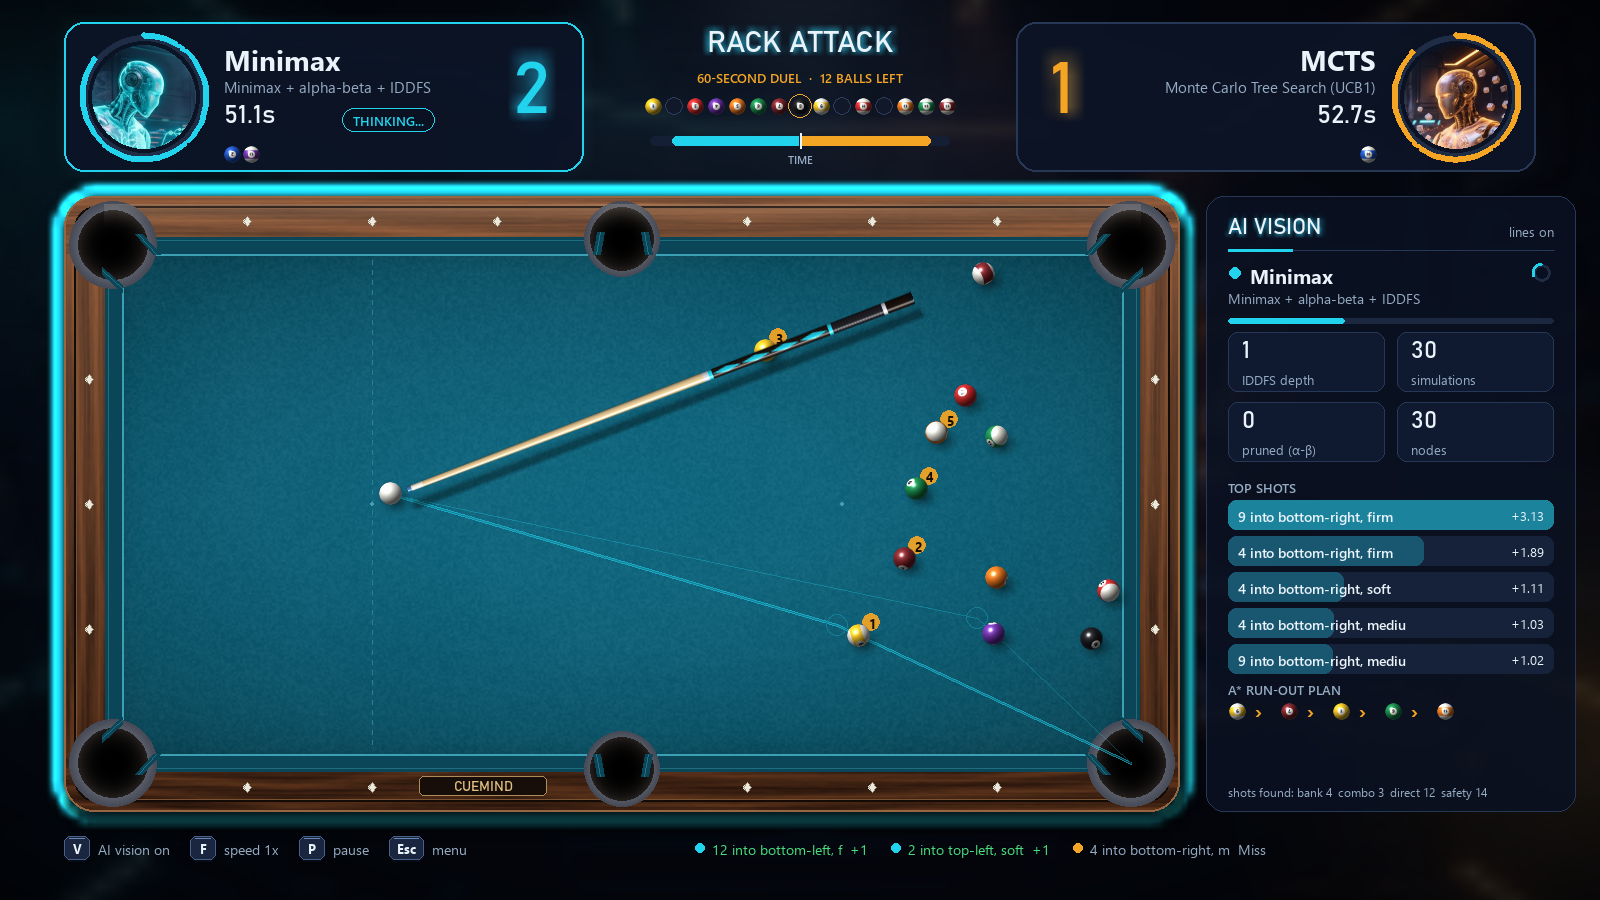 Minimax
Minimax + alpha-beta + IDDFS
51.1s
THINKING...
2
RACK ATTACK
60-SECOND DUEL · 12 BALLS LEFT
TIME
1
MCTS
Monte Carlo Tree Search (UCB1)
52.7s
3
5
4
2
1
CUEMIND
AI VISION
lines on
Minimax
Minimax + alpha-beta + IDDFS
1
IDDFS depth
30
simulations
0
pruned (α-β)
30
nodes
TOP SHOTS
9 into bottom-right, firm +3.13
4 into bottom-right, firm +1.89
4 into bottom-right, soft +1.11
4 into bottom-right, mediu +1.03
9 into bottom-right, mediu +1.02
A* RUN-OUT PLAN
shots found: bank 4 combo 3 direct 12 safety 14
V AI vision on F speed 1x P pause Esc menu
12 into bottom-left, f +1 2 into top-left, soft +1 4 into bottom-right, m Miss